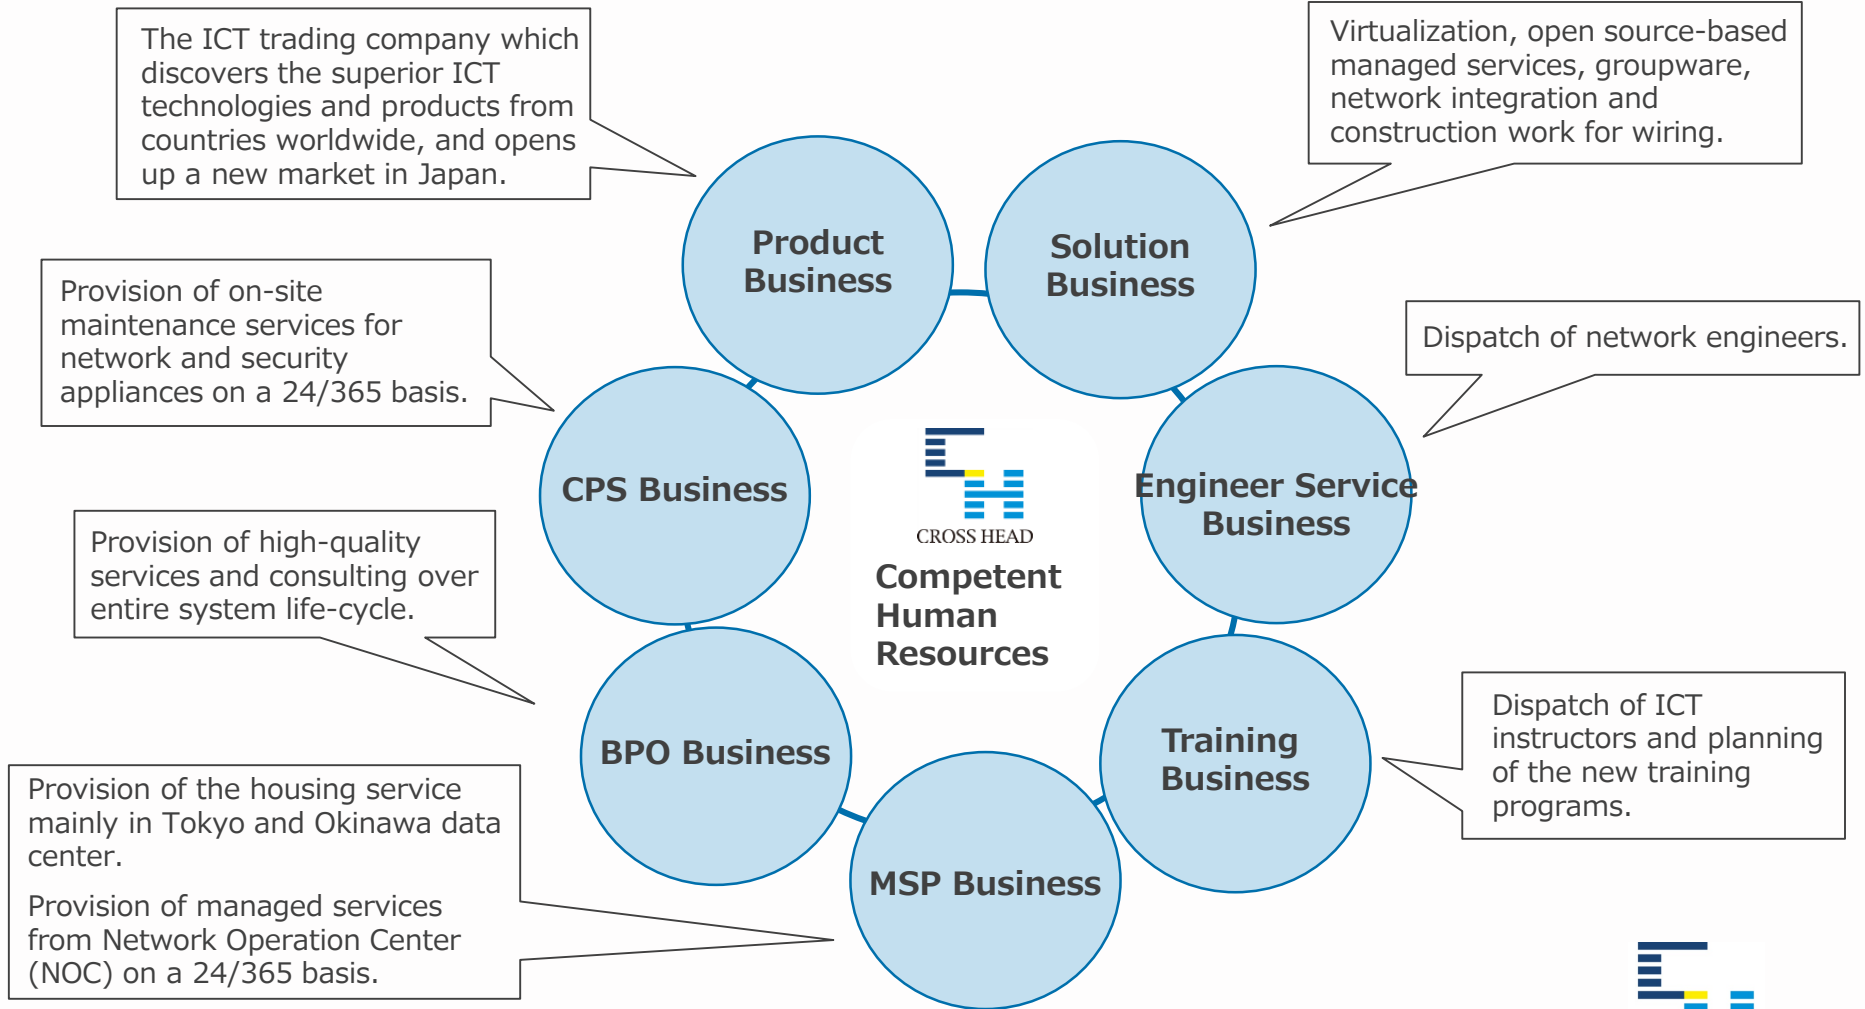 The ICT trading company which
discovers the superior ICT
technologies and products from
countries worldwide, and opens
up a new market in Japan.
Virtualization, open source-based
managed services, groupware,
network integration and
construction work for wiring.
Product
Business
Solution
Business
Provision of on-site
maintenance services for
network and security
appliances on a 24/365 basis.
Dispatch of network engineers.
CPS Business
Engineer Service
Business
CROSS HEAD
Competent
Human
Resources
Provision of high-quality
services and consulting over
entire system life-cycle.
BPO Business
Training
Business
Dispatch of ICT
instructors and planning
of the new training
programs.
Provision of the housing service
mainly in Tokyo and Okinawa data
center.
Provision of managed services
from Network Operation Center
(NOC) on a 24/365 basis.
MSP Business